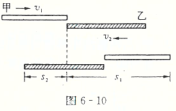 甲 → v₁
乙
v₂ ←
s₂ s₁
图 6-10